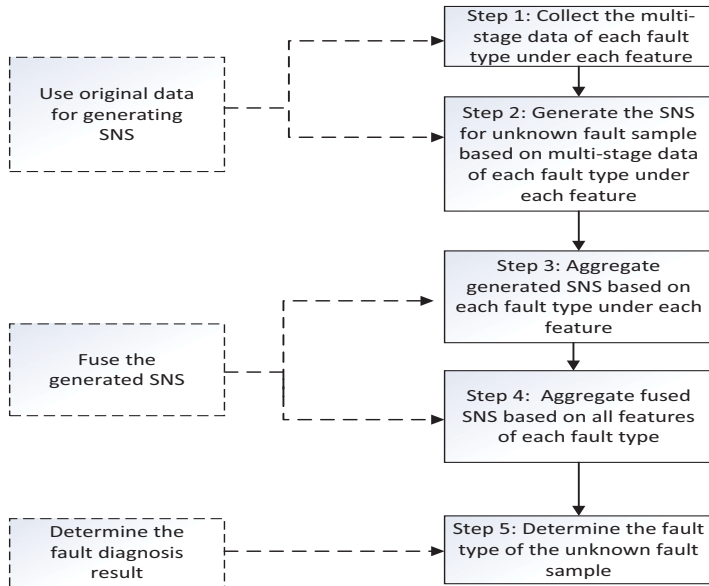 Step 1: Collect the multi-
stage data of each fault
type under each feature
Use original data
for generating
SNS
Step 2: Generate the SNS
for unknown fault sample
based on multi-stage data
of each fault type under
each feature
Step 3: Aggregate
generated SNS based on
each fault type under each
feature
Fuse the
generated SNS
Step 4:  Aggregate fused
SNS based on all features
of each fault type
Determine the
fault diagnosis
result
Step 5: Determine the fault
type of the unknown fault
sample